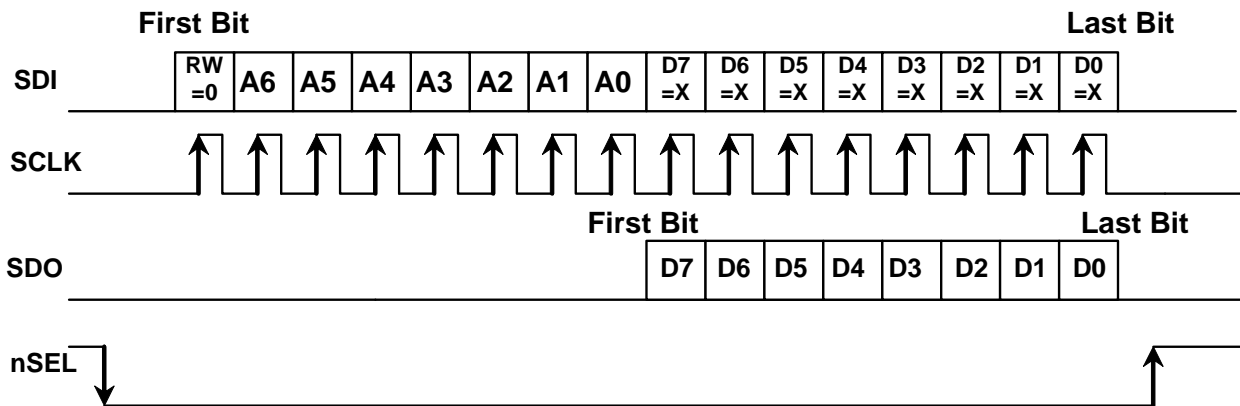 First Bit Last Bit
SDI RW =0 A6 A5 A4 A3 A2 A1 A0 D7 =X D6 =X D5 =X D4 =X D3 =X D2 =X D1 =X D0 =X
SCLK
First Bit Last Bit
SDO D7 D6 D5 D4 D3 D2 D1 D0
nSEL